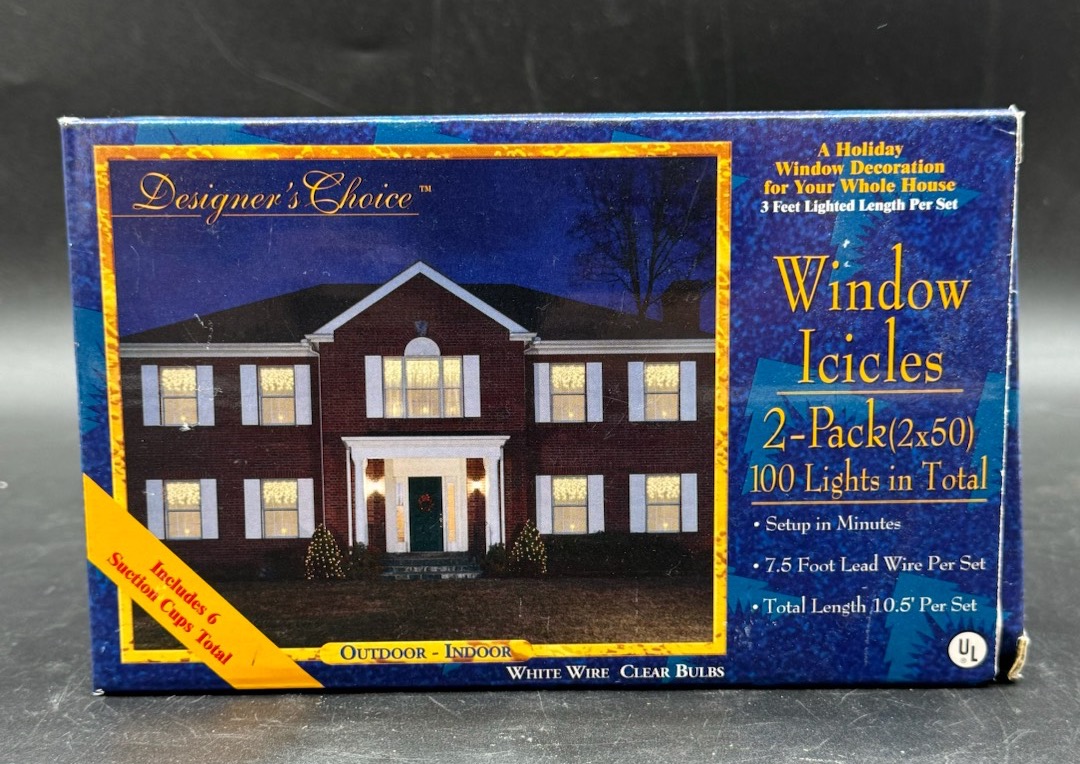 Designer's Choice™
A Holiday
Window Decoration
for Your Whole House
3 Feet Lighted Length Per Set
Window
Icicles
2-Pack(2x50)
100 Lights in Total
• Setup in Minutes
• 7.5 Foot Lead Wire Per Set
• Total Length 10.5' Per Set
Includes 6
Suction Cups Total
OUTDOOR - INDOOR
WHITE WIRE CLEAR BULBS
UL
®